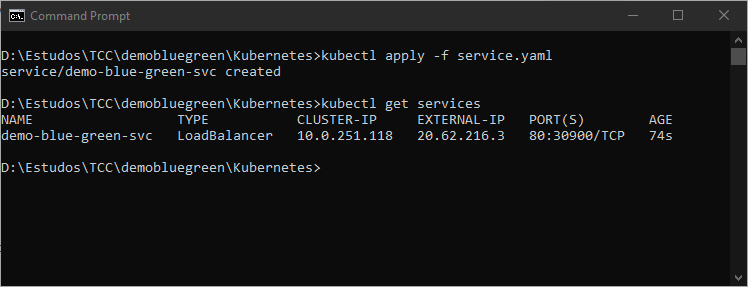 Command Prompt
D:\Estudos\TCC\demobluegreen\Kubernetes>kubectl apply -f service.yaml
service/demo-blue-green-svc created
D:\Estudos\TCC\demobluegreen\Kubernetes>kubectl get services
NAME TYPE CLUSTER-IP EXTERNAL-IP PORT(S) AGE
demo-blue-green-svc LoadBalancer 10.0.251.118 20.62.216.3 80:30900/TCP 74s
D:\Estudos\TCC\demobluegreen\Kubernetes>